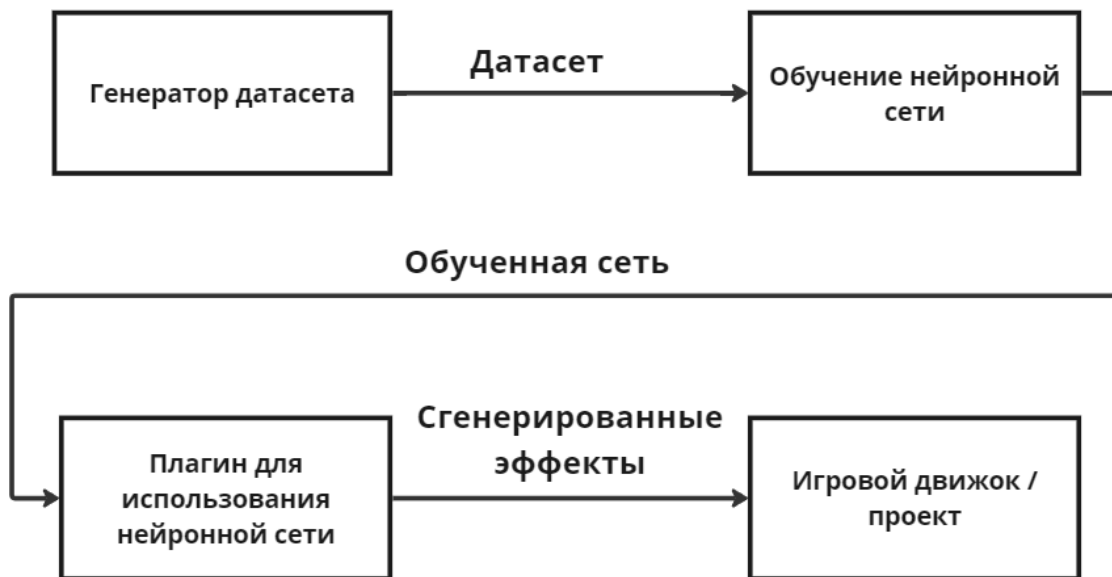 Генератор датасета
Датасет
Обучение нейронной
сети
Обученная сеть
Плагин для
использования
нейронной сети
Сгенерированные
эффекты
Игровой движок /
проект